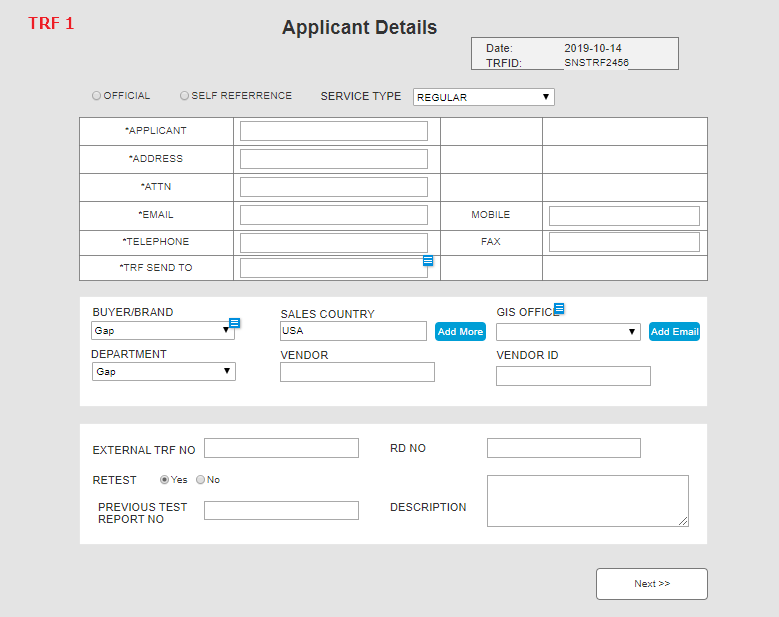 TRF 1
Applicant Details
Date: 2019-10-14
TRFID: SNSTRF2456
OFFICIAL SELF REFERRENCE SERVICE TYPE REGULAR
*APPLICANT
*ADDRESS
*ATTN
*EMAIL MOBILE
*TELEPHONE FAX
*TRF SEND TO
BUYER/BRAND SALES COUNTRY GIS OFFICE
Gap USA Add More Add Email
DEPARTMENT VENDOR VENDOR ID
Gap
EXTERNAL TRF NO RD NO
RETEST Yes No
PREVIOUS TEST
REPORT NO
DESCRIPTION
Next >>